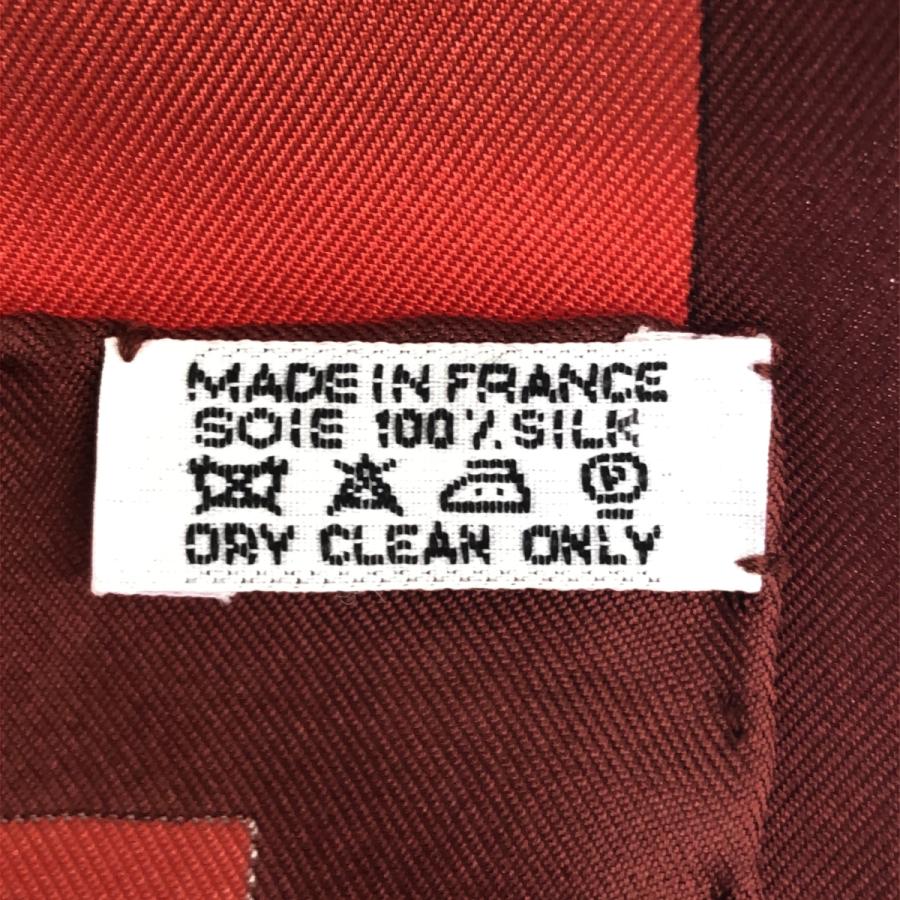 MADE IN FRANCE
SOIE 100% SILK
P
DRY CLEAN ONLY